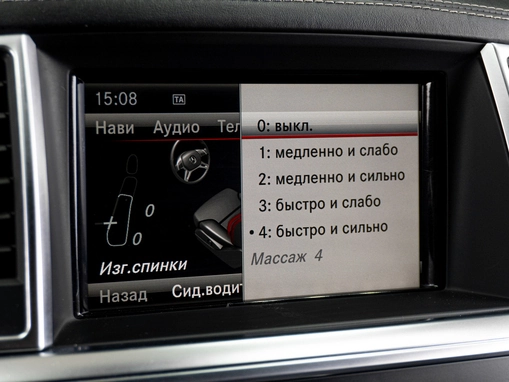 15:08 TA
Нави Аудио Тел
0
0
Изг.спинки
Назад Сид.водит
0: выкл.
1: медленно и слабо
2: медленно и сильно
3: быстро и слабо
• 4: быстро и сильно
Массаж 4